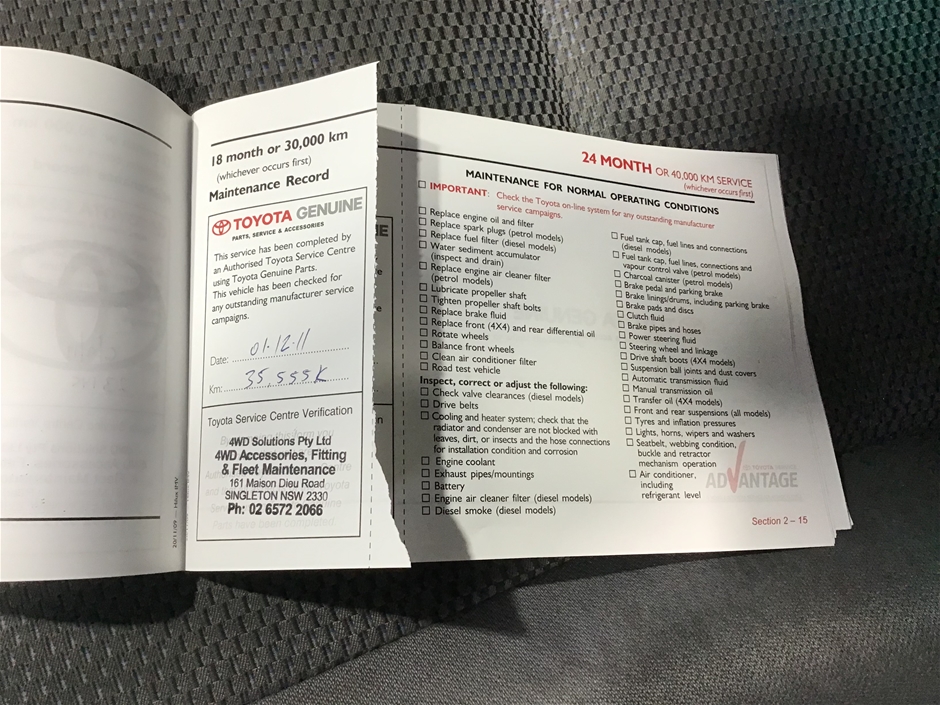 18 month or 30,000 km
(whichever occurs first)
Maintenance Record
TOYOTA GENUINE
PARTS, SERVICE & ACCESSORIES
This service has been completed by
an Authorised Toyota Service Centre
using Toyota Genuine Parts.
This vehicle has been checked for
any outstanding manufacturer service
campaigns.
Date: 01.12.11
Km: 35.555K
Toyota Service Centre Verification
4WD Solutions Pty Ltd
4WD Accessories, Fitting
& Fleet Maintenance
161 Maison Dieu Road
SINGLETON NSW 2330
Ph: 02 6572 2066
24 MONTH OR 40,000 KM SERVICE
(whichever occurs first)
MAINTENANCE FOR NORMAL OPERATING CONDITIONS
IMPORTANT: Check the Toyota on-line system for any outstanding manufacturer
service campaigns.
Replace engine oil and filter
Replace spark plugs (petrol models)
Replace fuel filter (diesel models)
Water sediment accumulator
(inspect and drain)
Replace engine air cleaner filter
(petrol models)
Lubricate propeller shaft
Tighten propeller shaft bolts
Replace brake fluid
Replace front (4X4) and rear differential oil
Rotate wheels
Balance front wheels
Clean air conditioner filter
Road test vehicle
Inspect, correct or adjust the following:
Check valve clearances (diesel models)
Drive belts
Cooling and heater system; check that the
radiator and condenser are not blocked with
leaves, dirt, or insects and the hose connections
for installation condition and corrosion
Engine coolant
Exhaust pipes/mountings
Battery
Engine air cleaner filter (diesel models)
Diesel smoke (diesel models)
Fuel tank cap, fuel lines and connections
(diesel models)
Fuel tank cap, fuel lines, connections and
vapour control valve (petrol models)
Charcoal canister (petrol models)
Brake pedal and parking brake
Brake linings/drums, including parking brake
Brake pads and discs
Clutch fluid
Brake pipes and hoses
Power steering fluid
Steering wheel and linkage
Drive shaft boots (4X4 models)
Suspension ball joints and dust covers
Automatic transmission fluid
Manual transmission oil
Transfer oil (4X4 models)
Front and rear suspensions (all models)
Tyres and inflation pressures
Lights, horns, wipers and washers
Seatbelt, webbing condition,
buckle and retractor
mechanism operation
Air conditioner,
including
refrigerant level
ADVANTAGE
Section 2 – 15